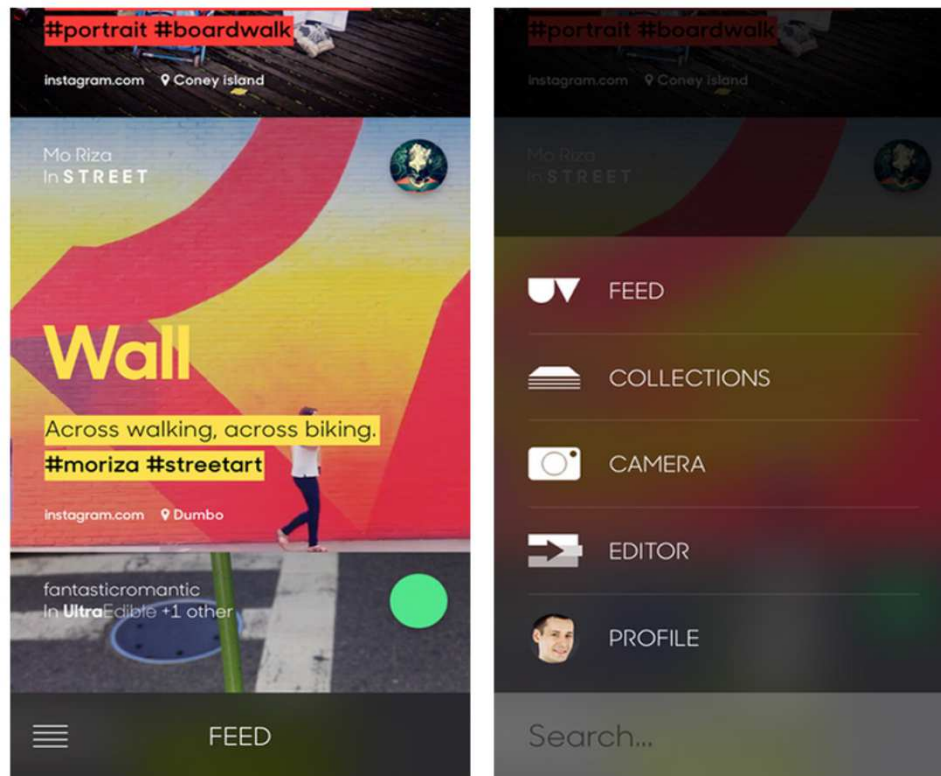 #portrait #boardwalk
instagram.com Coney island
Mo Riza
In STREET
Wall
Across walking, across biking.
#moriza #streetart
instagram.com Dumbo
fantasticromantic
In UltraEdible +1 other
FEED
#portrait #boardwalk
instagram.com Coney island
Mo Riza
In STREET
FEED
COLLECTIONS
CAMERA
EDITOR
PROFILE
Search...